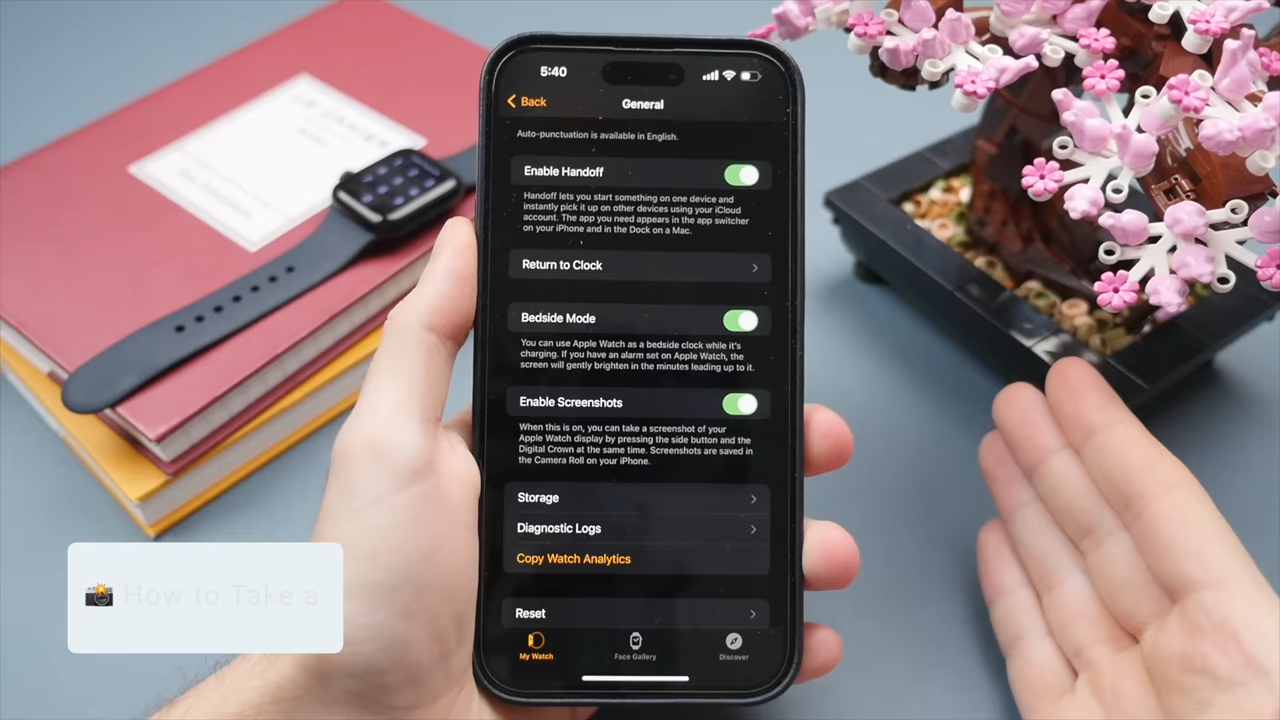 5:40
Back
General
Auto-punctuation is available in English.
Enable Handoff
Handoff lets you start something on one device and
instantly pick it up on other devices using your iCloud
account. The app you need appears in the app switcher
on your iPhone and in the Dock on a Mac.
Return to Clock
Bedside Mode
You can use Apple Watch as a bedside clock while it's
charging. If you have an alarm set on Apple Watch, the
screen will gently brighten in the minutes leading up to it.
Enable Screenshots
When this is on, you can take a screenshot of your
Apple Watch display by pressing the side button and the
Digital Crown at the same time. Screenshots are saved in
the Camera Roll on your iPhone.
Storage
Diagnostic Logs
Copy Watch Analytics
Reset
My Watch
Face Gallery
Discover
How to Take a